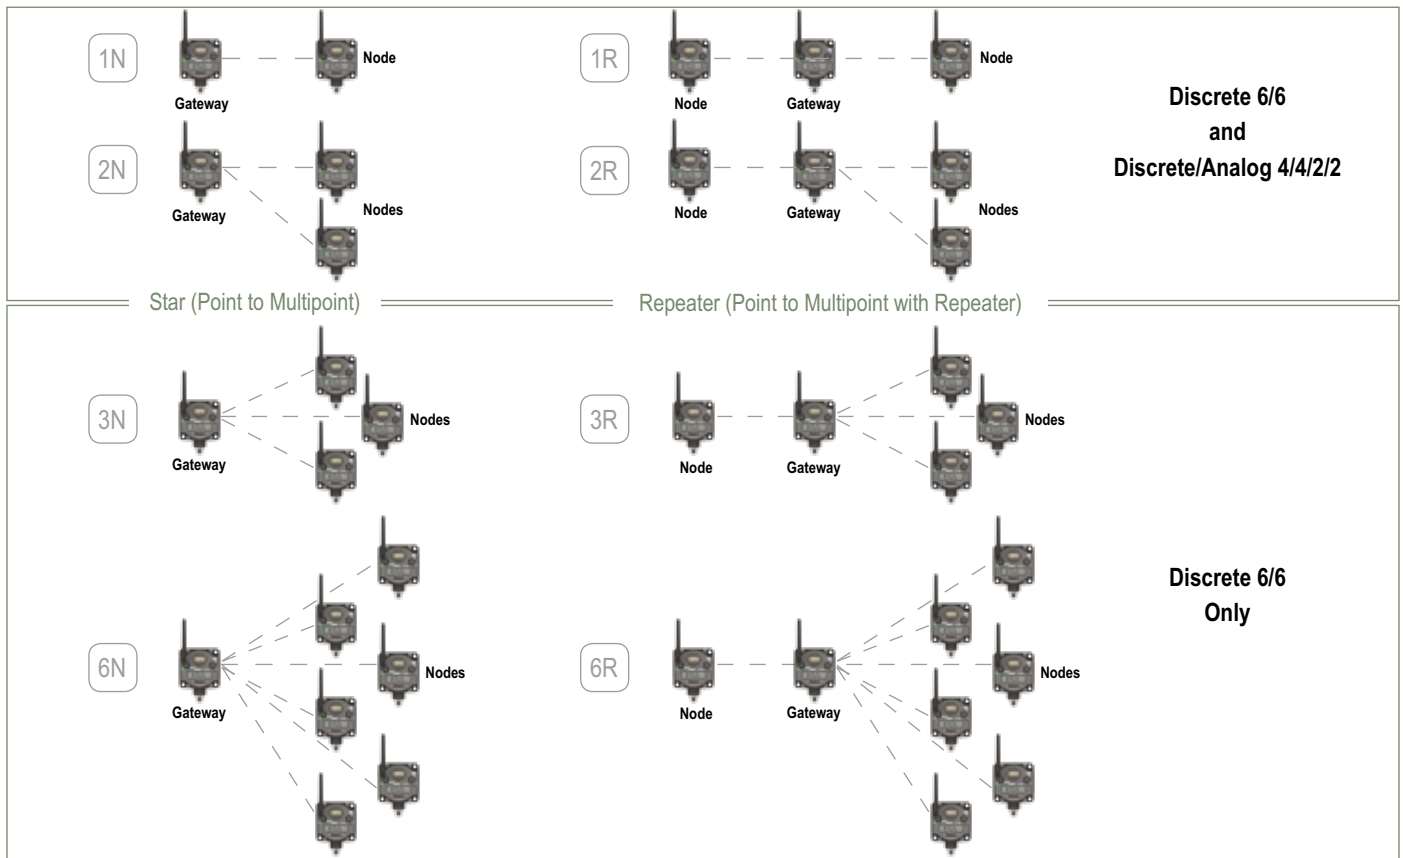 1N
Node
Gateway
1R
Node
Node
Gateway
2N
Gateway
Nodes
2R
Node
Gateway
Nodes
Discrete 6/6
and
Discrete/Analog 4/4/2/2
Star (Point to Multipoint)
Repeater (Point to Multipoint with Repeater)
3N
Nodes
Gateway
3R
Nodes
Node
Gateway
6N
Nodes
Gateway
6R
Nodes
Node
Gateway
Discrete 6/6
Only